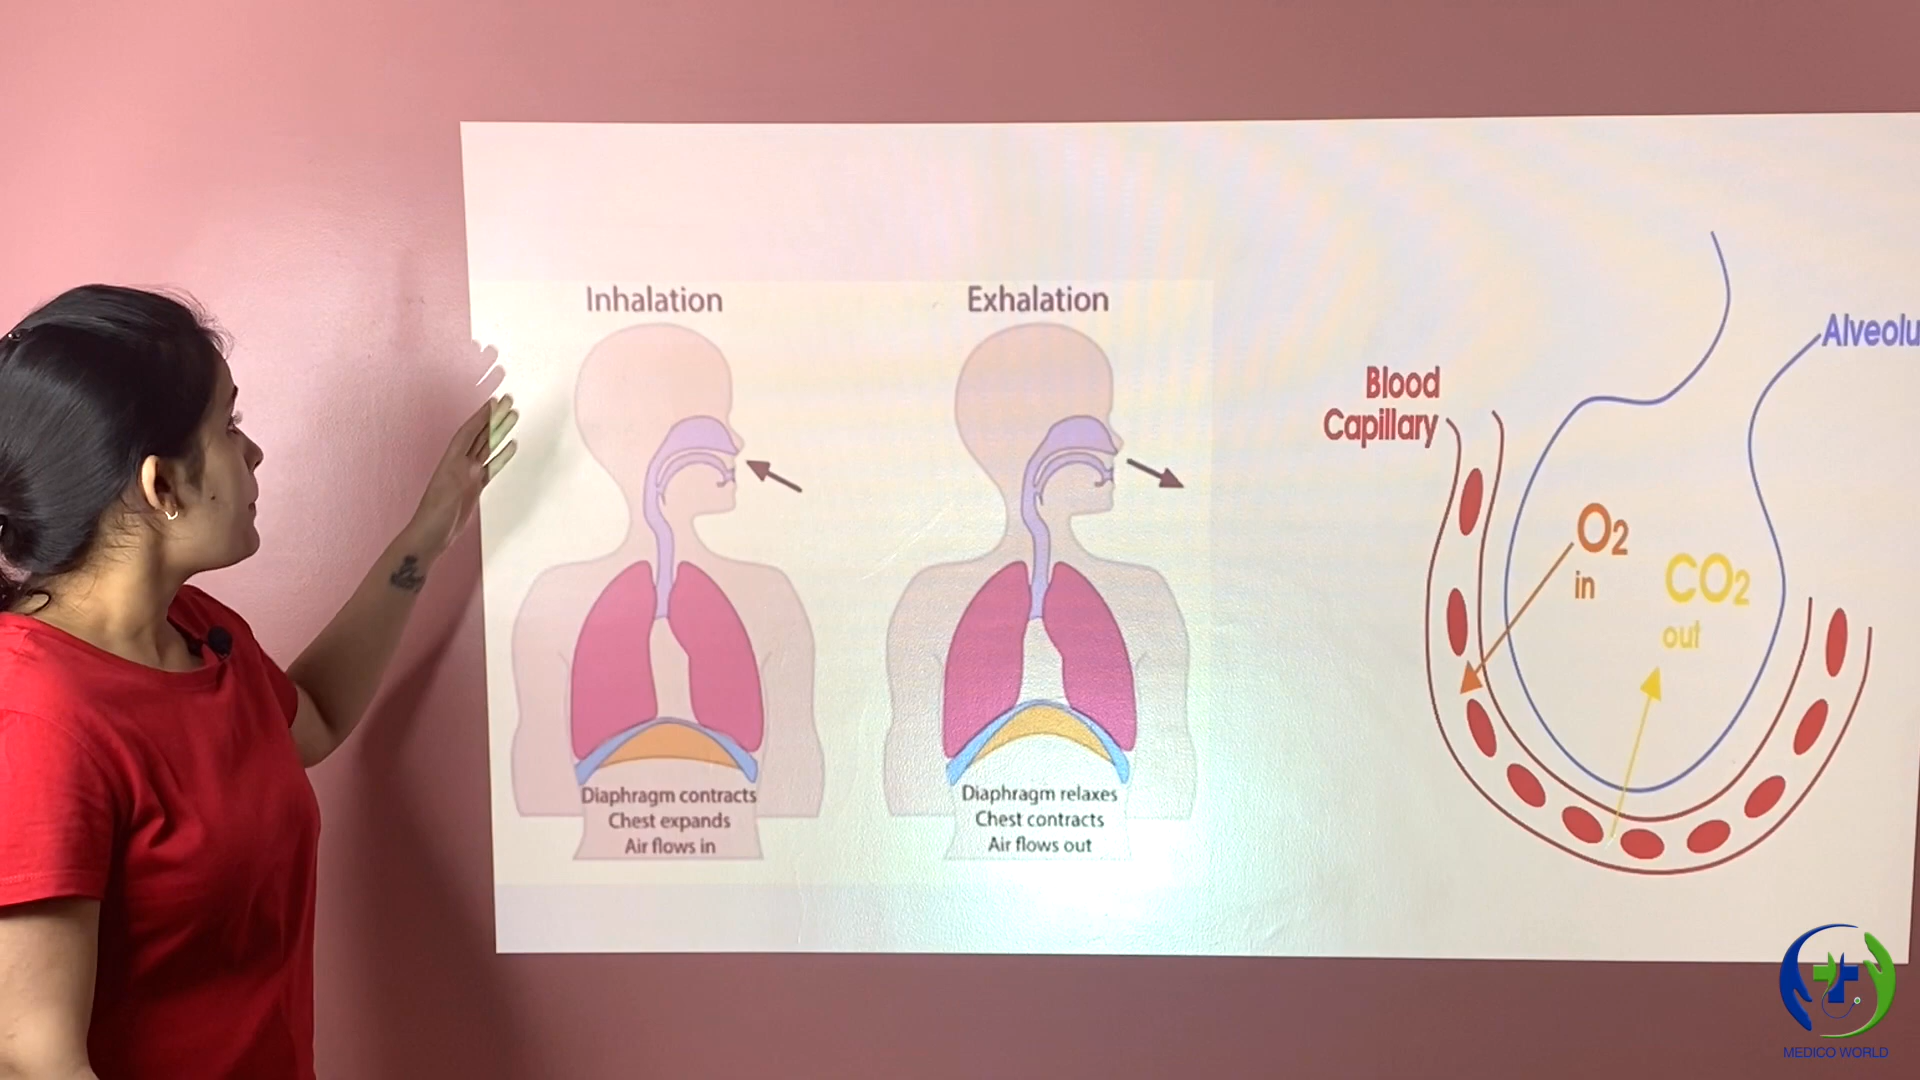 Inhalation
Diaphragm contracts
Chest expands
Air flows in
Exhalation
Diaphragm relaxes
Chest contracts
Air flows out
Blood
Capillary
Alveolu
O2
in
CO2
out
MEDICO WORLD